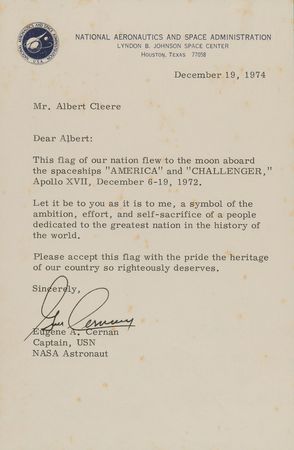 NATIONAL AERONAUTICS AND SPACE ADMINISTRATION
LYNDON B. JOHNSON SPACE CENTER
HOUSTON, TEXAS 77058
December 19, 1974
Mr. Albert Cleere
Dear Albert:
This flag of our nation flew to the moon aboard
the spaceships "AMERICA" and "CHALLENGER,"
Apollo XVII, December 6-19, 1972.
Let it be to you as it is to me, a symbol of the
ambition, effort, and self-sacrifice of a people
dedicated to the greatest nation in the history of
the world.
Please accept this flag with the pride the heritage
of our country so righteously deserves.
Sincerely,
Gene Cernan
Eugene A. Cernan
Captain, USN
NASA Astronaut